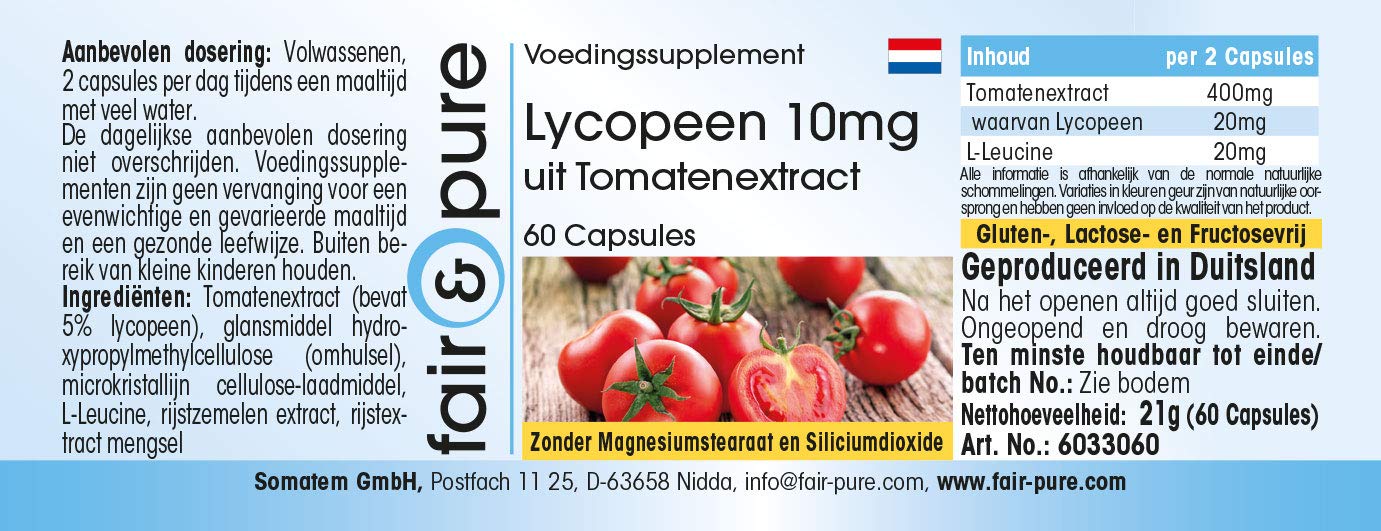 Aanbevolen dosering: Volwassenen,
2 capsules per dag tijdens een maaltijd
met veel water.
De dagelijkse aanbevolen dosering
niet overschrijden. Voedingssupple-
menten zijn geen vervanging voor een
evenwichtige en gevarieerde maaltijd
en een gezonde leefwijze. Buiten be-
reik van kleine kinderen houden.
Ingrediënten: Tomatenextract (bevat
5% lycopeen), glansmiddel hydro-
xypropylmethylcellulose (omhulsel),
microkristallijn cellulose-laadmiddel,
L-Leucine, rijstzemelen extract, rijstex-
tract mengsel
fair & pure
Voedingssupplement
Lycopeen 10mg
uit Tomatenextract
60 Capsules
Zonder Magnesiumstearaat en Siliciumdioxide
Inhoud per 2 Capsules
Tomatenextract 400mg
waarvan Lycopeen 20mg
L-Leucine 20mg
Alle informatie is afhankelijk van de normale natuurlijke
schommelingen. Variaties in kleur en geur zijn van natuurlijke oor-
sprong en hebben geen invloed op de kwaliteit van het product.
Gluten-, Lactose- en Fructosevrij
Geproduceerd in Duitsland
Na het openen altijd goed sluiten.
Ongeopend en droog bewaren.
Ten minste houdbaar tot einde/
batch No.: Zie bodem
Nettohoeveelheid: 21g (60 Capsules)
Art. No.: 6033060
Somatem GmbH, Postfach 11 25, D-63658 Nidda, info@fair-pure.com, www.fair-pure.com